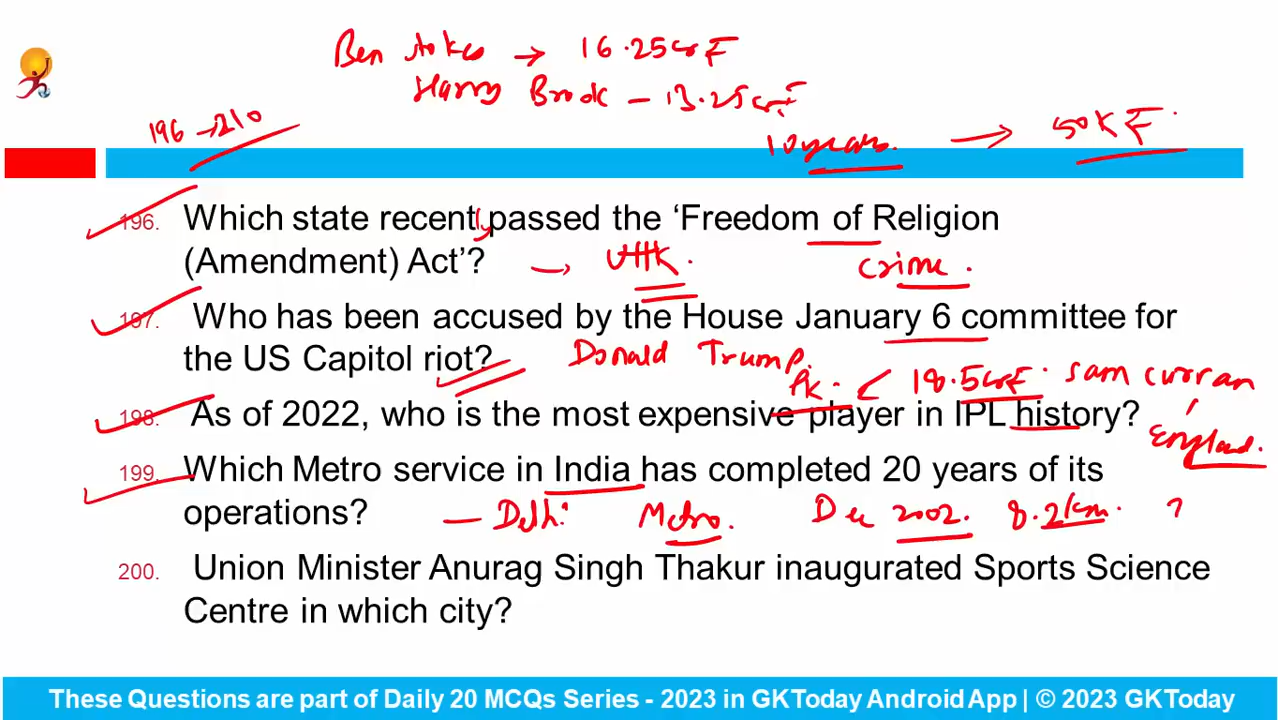 Ben stokes → 16.25cr ₹
Harry Brook - 13.25cr ₹
196 → 210
10 years. → 50K ₹
196. Which state recently passed the ‘Freedom of Religion
(Amendment) Act’? → UHK. crime.
197. Who has been accused by the House January 6 committee for
the US Capitol riot? Donald Trump.
PK. < 18.5cr ₹. Sam curran
198. As of 2022, who is the most expensive player in IPL history?
England.
199. Which Metro service in India has completed 20 years of its
operations? - Delhi Metro. Dec 2002. 8.2km.
200. Union Minister Anurag Singh Thakur inaugurated Sports Science
Centre in which city?
These Questions are part of Daily 20 MCQs Series - 2023 in GKToday Android App | © 2023 GKToday